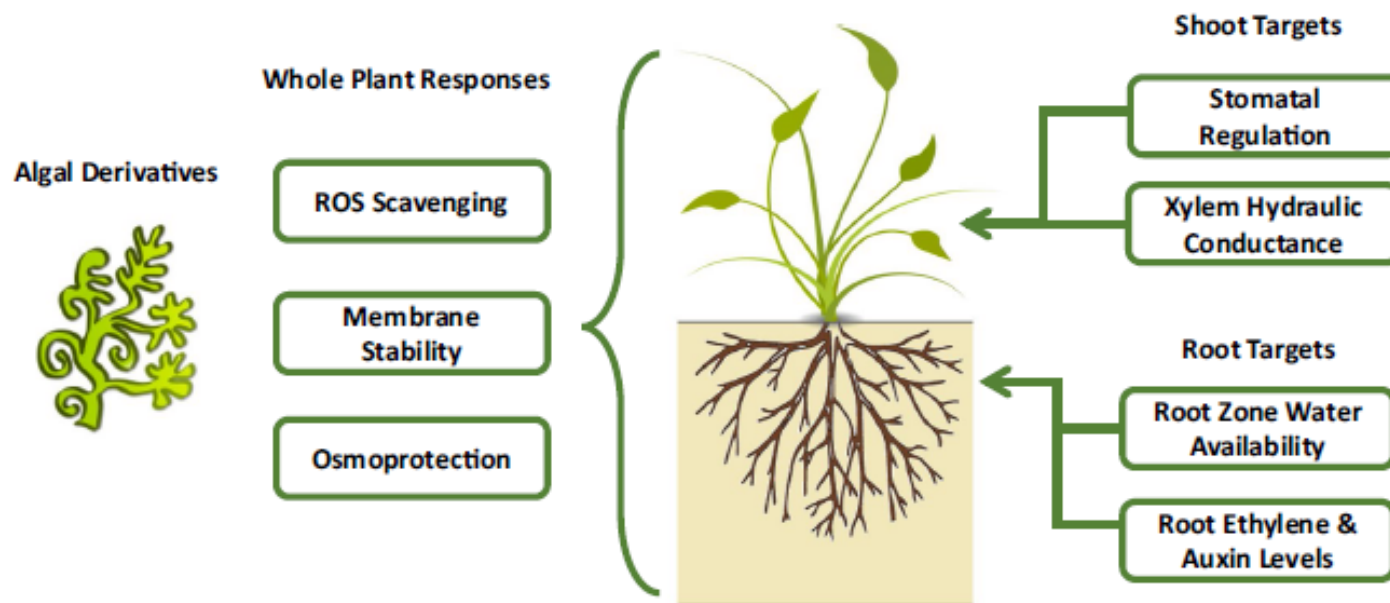 Algal Derivatives
Whole Plant Responses
ROS Scavenging
Membrane
Stability
Osmoprotection
Shoot Targets
Stomatal
Regulation
Xylem Hydraulic
Conductance
Root Targets
Root Zone Water
Availability
Root Ethylene &
Auxin Levels